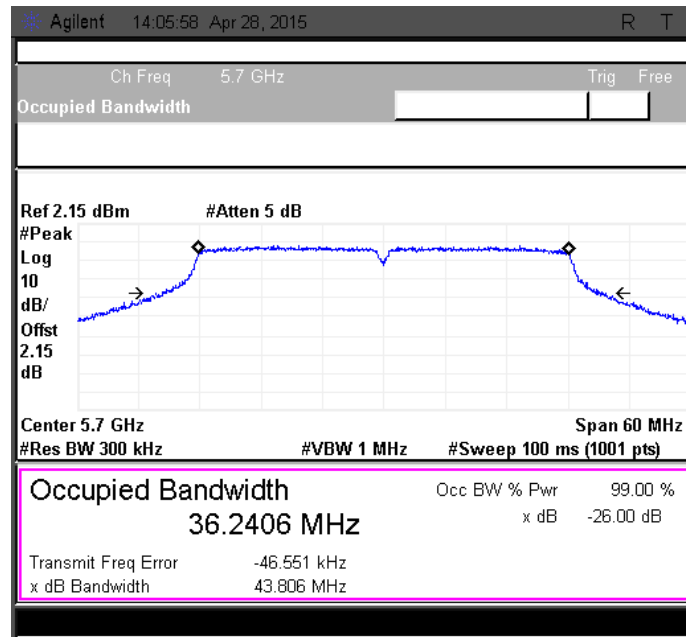 Agilent 14:05:58 Apr 28, 2015 R T
Ch Freq 5.7 GHz Trig Free
Occupied Bandwidth
Ref 2.15 dBm #Atten 5 dB
#Peak
Log
10
dB/
Offst
2.15
dB
Center 5.7 GHz Span 60 MHz
#Res BW 300 kHz #VBW 1 MHz #Sweep 100 ms (1001 pts)
Occupied Bandwidth Occ BW % Pwr 99.00 %
36.2406 MHz x dB -26.00 dB
Transmit Freq Error -46.551 kHz
x dB Bandwidth 43.806 MHz